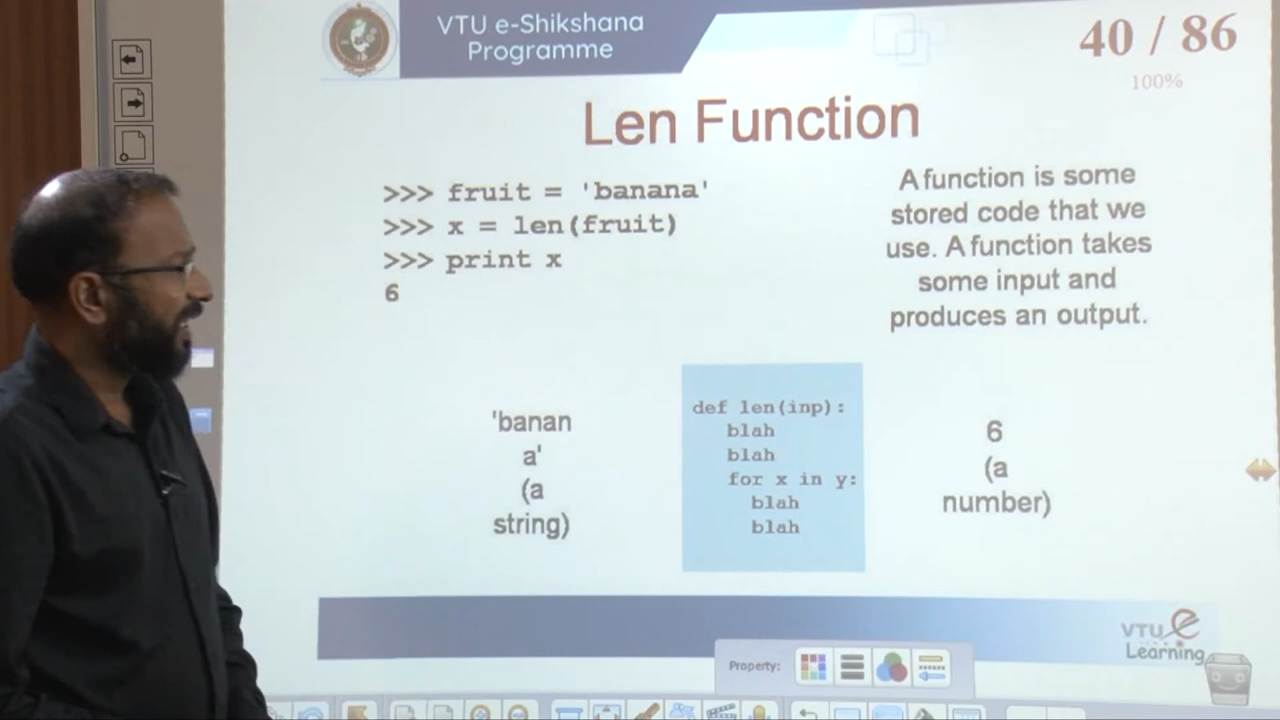 VTU e-Shikshana
Programme
40 / 86
100%
Len Function
>>> fruit = 'banana'
>>> x = len(fruit)
>>> print x
6
A function is some
stored code that we
use. A function takes
some input and
produces an output.
'banan
a'
(a
string)
def len(inp):
blah
blah
for x in y:
blah
blah
6
(a
number)
VTU e
Learning
Property: